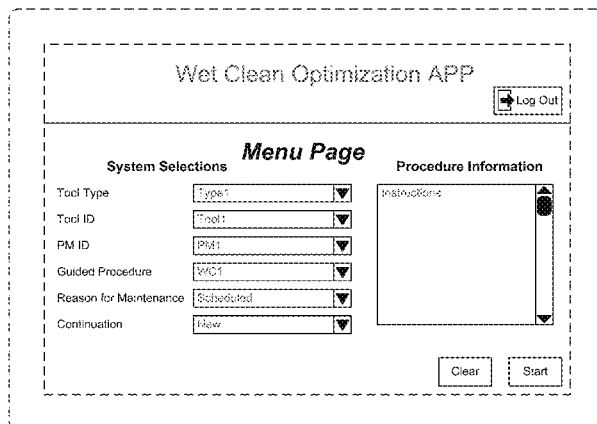 Wet Clean Optimization APP
Log Out
Menu Page
System Selections
Procedure Information
Tool Type
Type1
Instructions
Tool ID
Tool1
PM ID
PM1
Guided Procedure
WC1
Reason for Maintenance
Scheduled
Continuation
New
Clear
Start